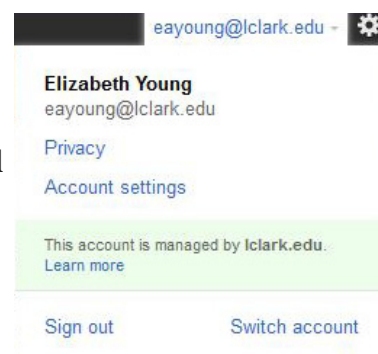 eayoung@lclark.edu
Elizabeth Young
eayoung@lclark.edu
Privacy
Account settings
This account is managed by lclark.edu.
Learn more
Sign out Switch account